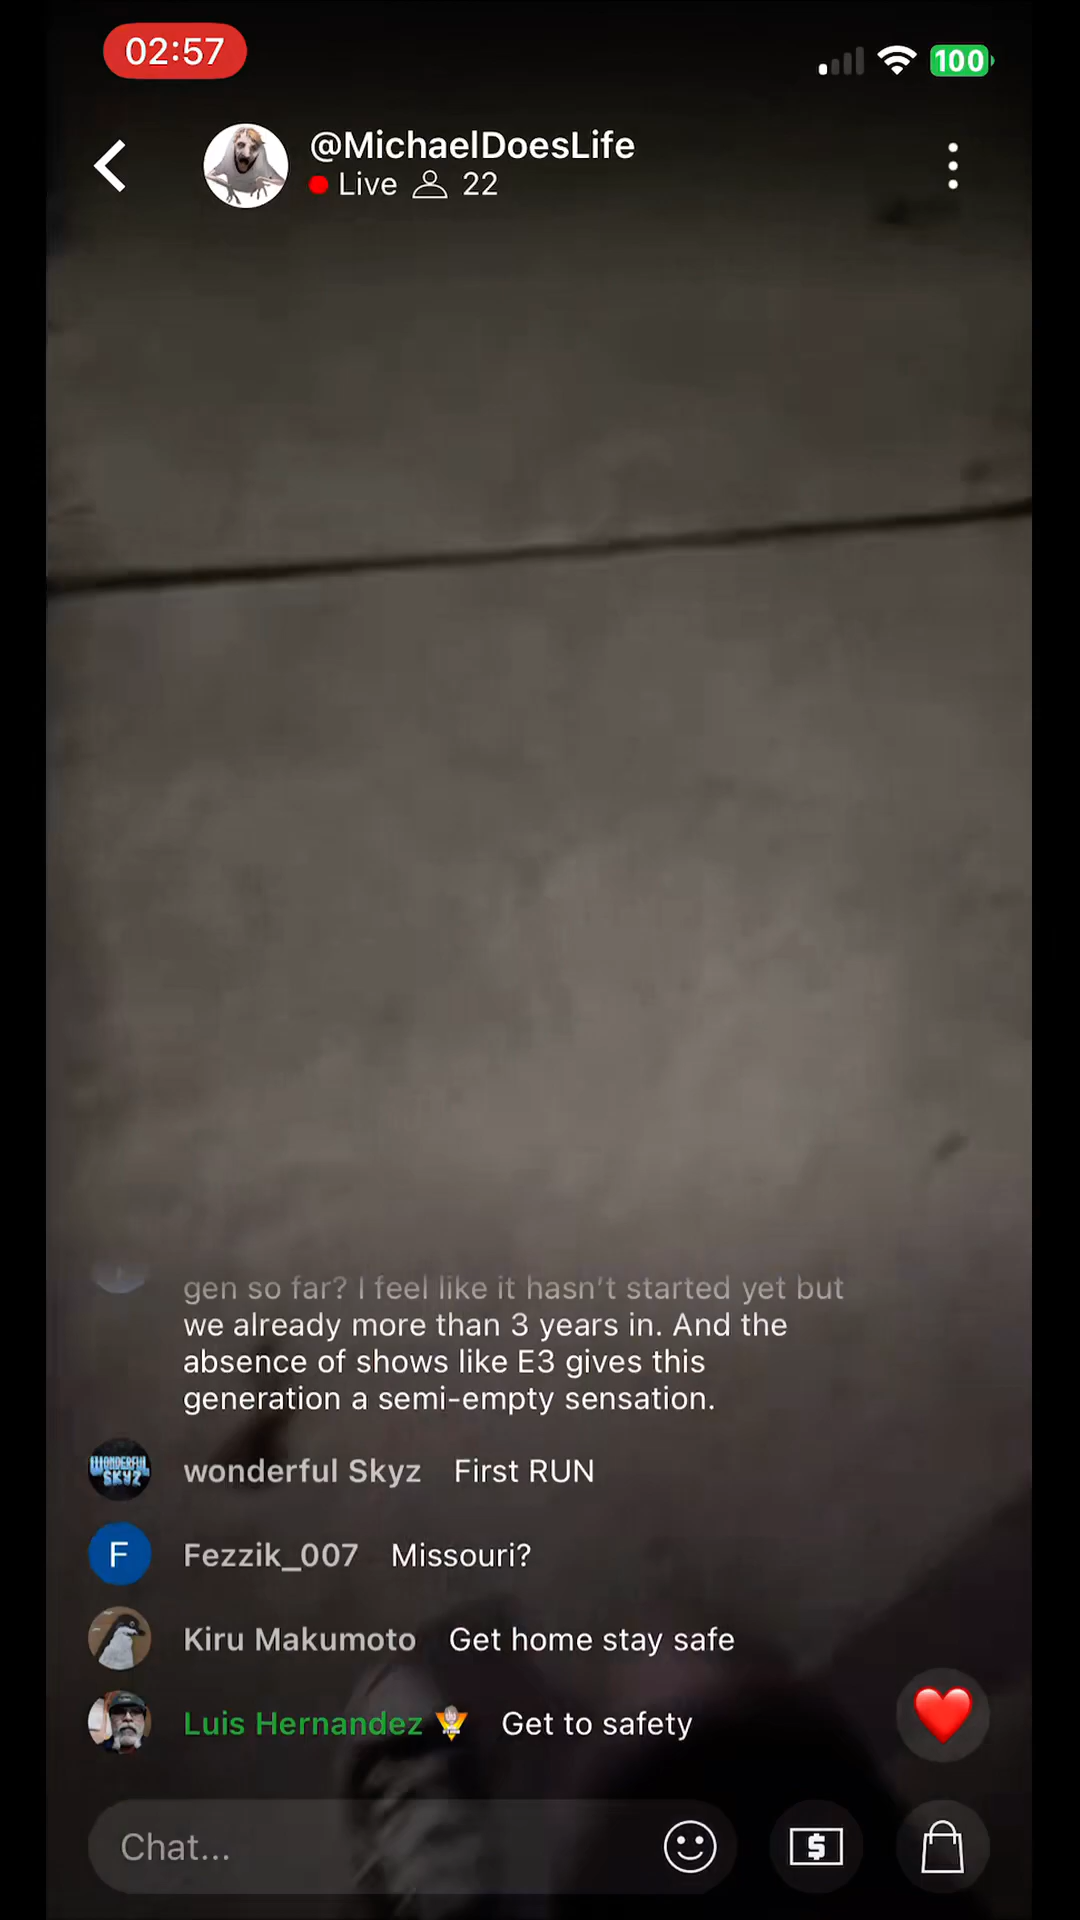 02:57
100
@MichaelDoesLife
Live 22
gen so far? I feel like it hasn't started yet but
we already more than 3 years in. And the
absence of shows like E3 gives this
generation a semi-empty sensation.
WONDERFUL
SKYZ
wonderful Skyz First RUN
F
Fezzik_007 Missouri?
Kiru Makumoto Get home stay safe
Luis Hernandez Get to safety
Chat...
$